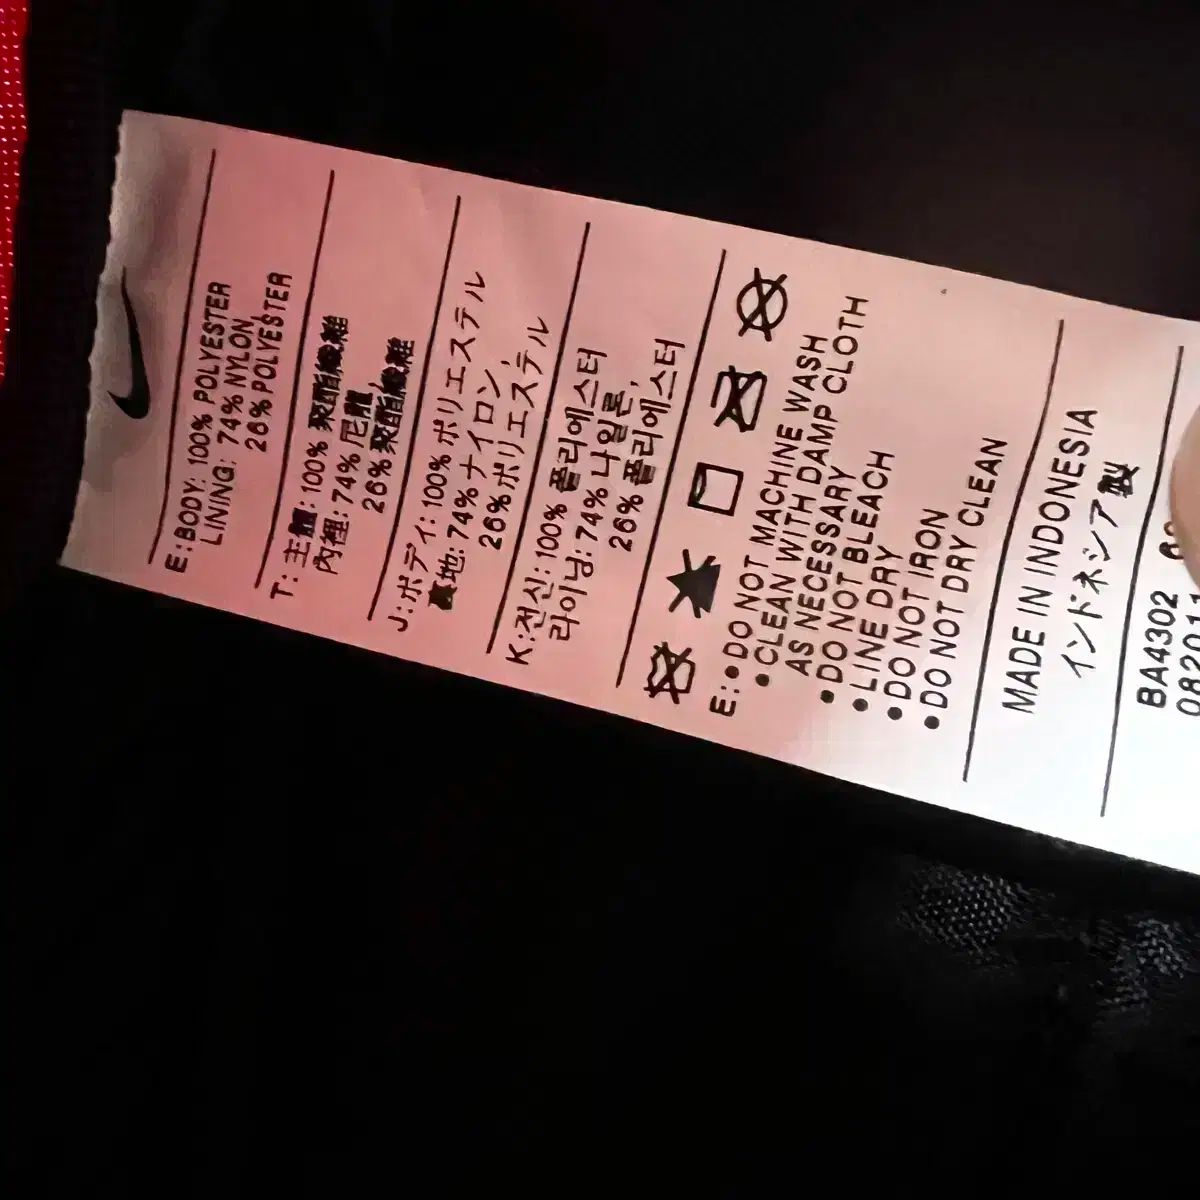 E: BODY: 100% POLYESTER
LINING: 74% NYLON,
26% POLYESTER
T: 主體: 100% 聚酯纖維
內裡: 74% 尼龍,
26% 聚酯纖維
J: ボディ: 100% ポリエステル
裏地: 74% ナイロン,
26% ポリエステル
K: 전신: 100% 폴리에스터
라이닝: 74% 나일론,
26% 폴리에스터
E: •DO NOT MACHINE WASH
•CLEAN WITH DAMP CLOTH
AS NECESSARY
•DO NOT BLEACH
•LINE DRY
•DO NOT IRON
•DO NOT DRY CLEAN
MADE IN INDONESIA
インドネシア製
BA4302